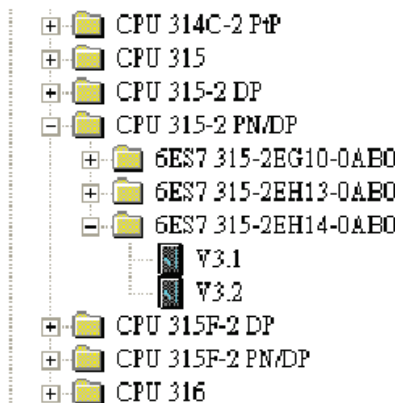 CPU 314C-2 PtP
CPU 315
CPU 315-2 DP
CPU 315-2 PN/DP
6ES7 315-2EG10-0AB0
6ES7 315-2EH13-0AB0
6ES7 315-2EH14-0AB0
V3.1
V3.2
CPU 315F-2 DP
CPU 315F-2 PN/DP
CPU 316